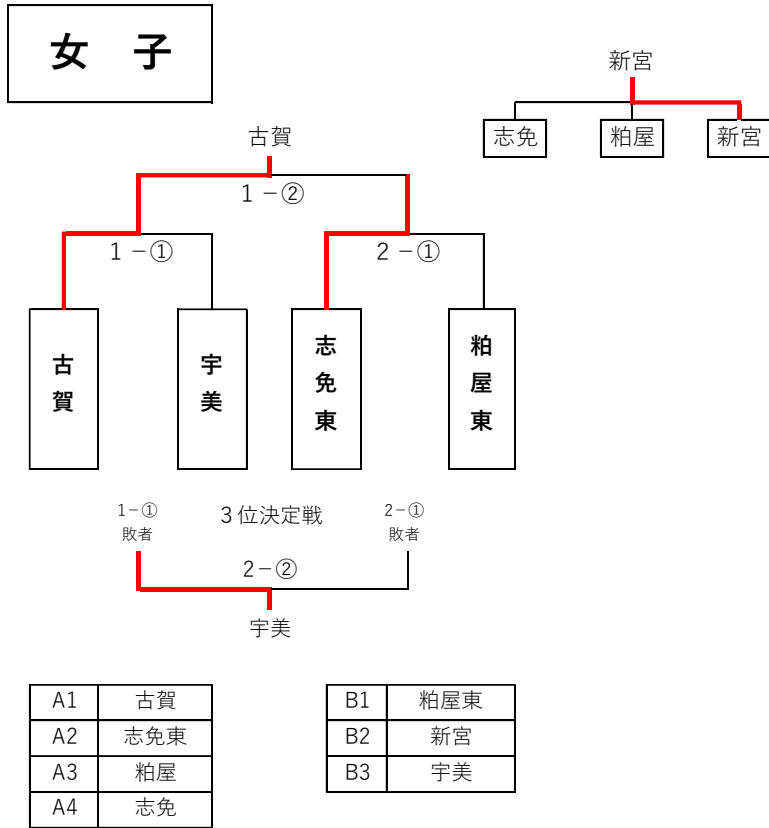 女　子
新宮
志免
粕屋
新宮
古賀
1－②
1－①
2－①
古賀
宇美
志免東
粕屋東
1－①
敗者
３位決定戦
2－①
敗者
2－②
宇美
A1 古賀
A2 志免東
A3 粕屋
A4 志免
B1 粕屋東
B2 新宮
B3 宇美